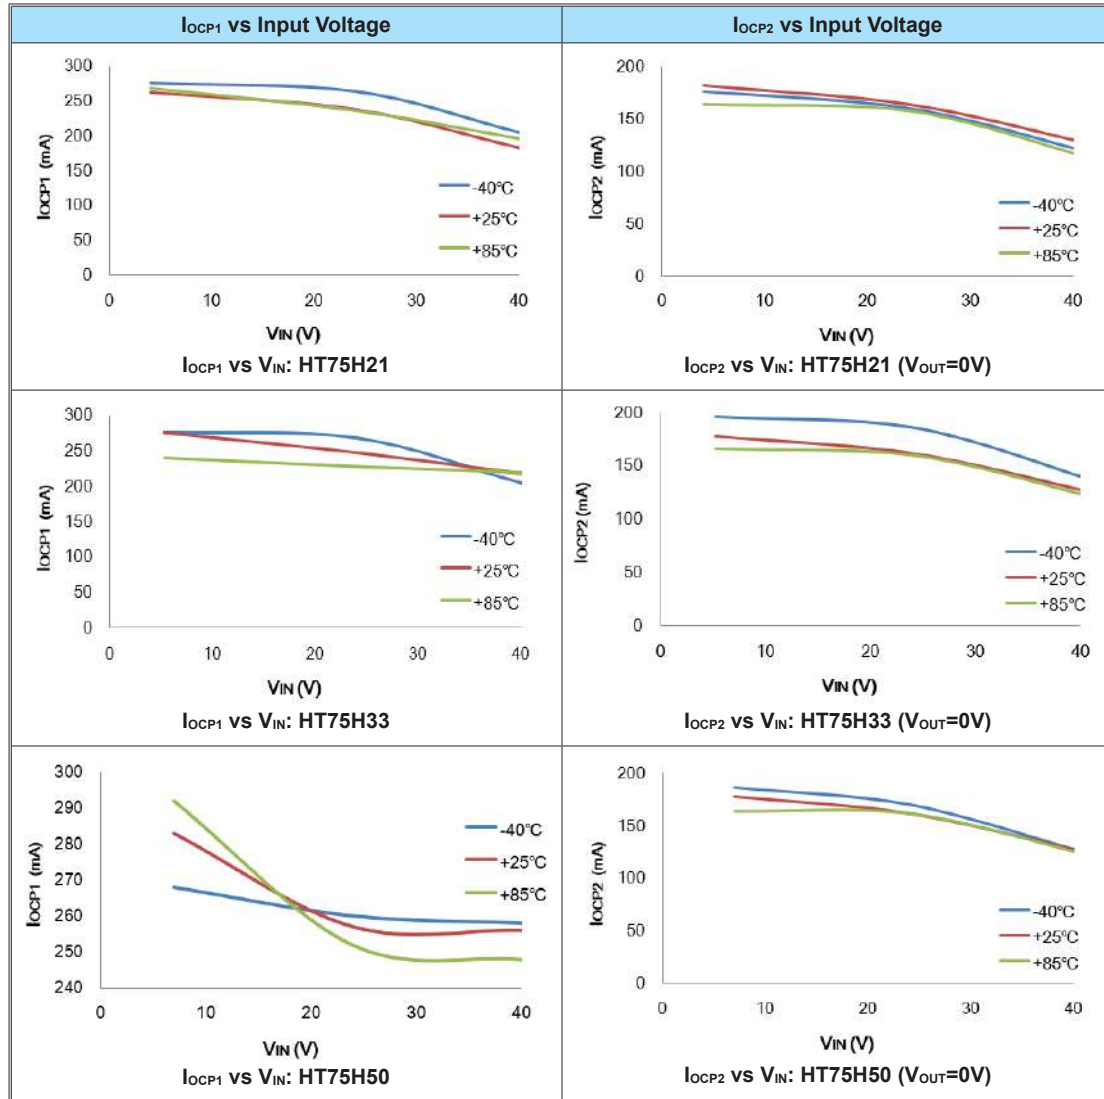 IOCP1 vs Input Voltage
IOCP2 vs Input Voltage
300
250
200
150
100
50
0
0 10 20 30 40
IOCP1 (mA)
-40℃
+25℃
+85℃
VIN (V)
IOCP1 vs VIN: HT75H21
200
150
100
50
0
0 10 20 30 40
IOCP2 (mA)
-40℃
+25℃
+85℃
VIN (V)
IOCP2 vs VIN: HT75H21 (VOUT=0V)
300
250
200
150
100
50
0
0 10 20 30 40
IOCP1 (mA)
-40℃
+25℃
+85℃
VIN (V)
IOCP1 vs VIN: HT75H33
200
150
100
50
0
0 10 20 30 40
IOCP2 (mA)
-40℃
+25℃
+85℃
VIN (V)
IOCP2 vs VIN: HT75H33 (VOUT=0V)
300
290
280
270
260
250
240
0 10 20 30 40
IOCP1 (mA)
-40℃
+25℃
+85℃
VIN (V)
IOCP1 vs VIN: HT75H50
200
150
100
50
0
0 10 20 30 40
IOCP2 (mA)
-40℃
+25℃
+85℃
VIN (V)
IOCP2 vs VIN: HT75H50 (VOUT=0V)